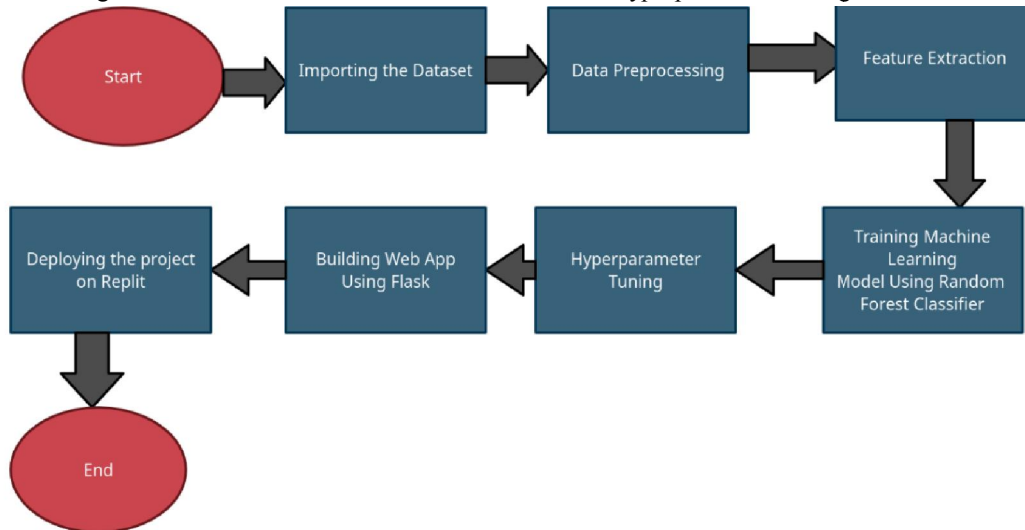 Start
Importing the Dataset
Data Preprocessing
Feature Extraction
Training Machine
Learning
Model Using Random
Forest Classifier
Hyperparameter
Tuning
Building Web App
Using Flask
Deploying the project
on Replit
End